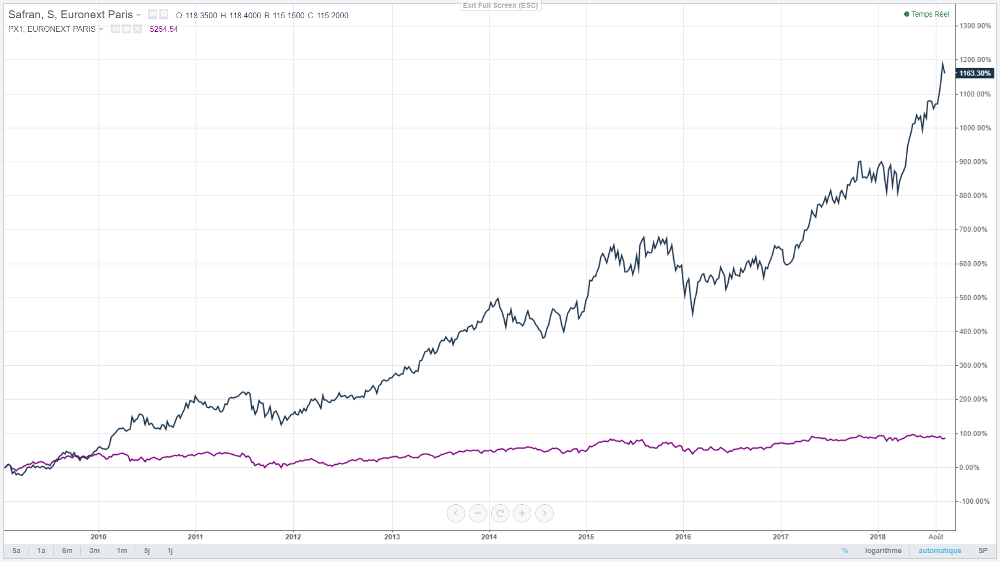 Exit Full Screen (ESC)
Safran, S, Euronext Paris O 118.3500 H 118.4000 B 115.1500 C 115.2000
Temps Réel
PX1, EURONEXT PARIS 5264.54
1300.00%
1200.00%
1163.30%
1100.00%
1000.00%
900.00%
800.00%
700.00%
600.00%
500.00%
400.00%
300.00%
200.00%
100.00%
0.00%
-100.00%
2010 2011 2012 2013 2014 2015 2016 2017 2018 Août
5a 1a 6m 3m 1m 5j 1j % logarithme automatique SP